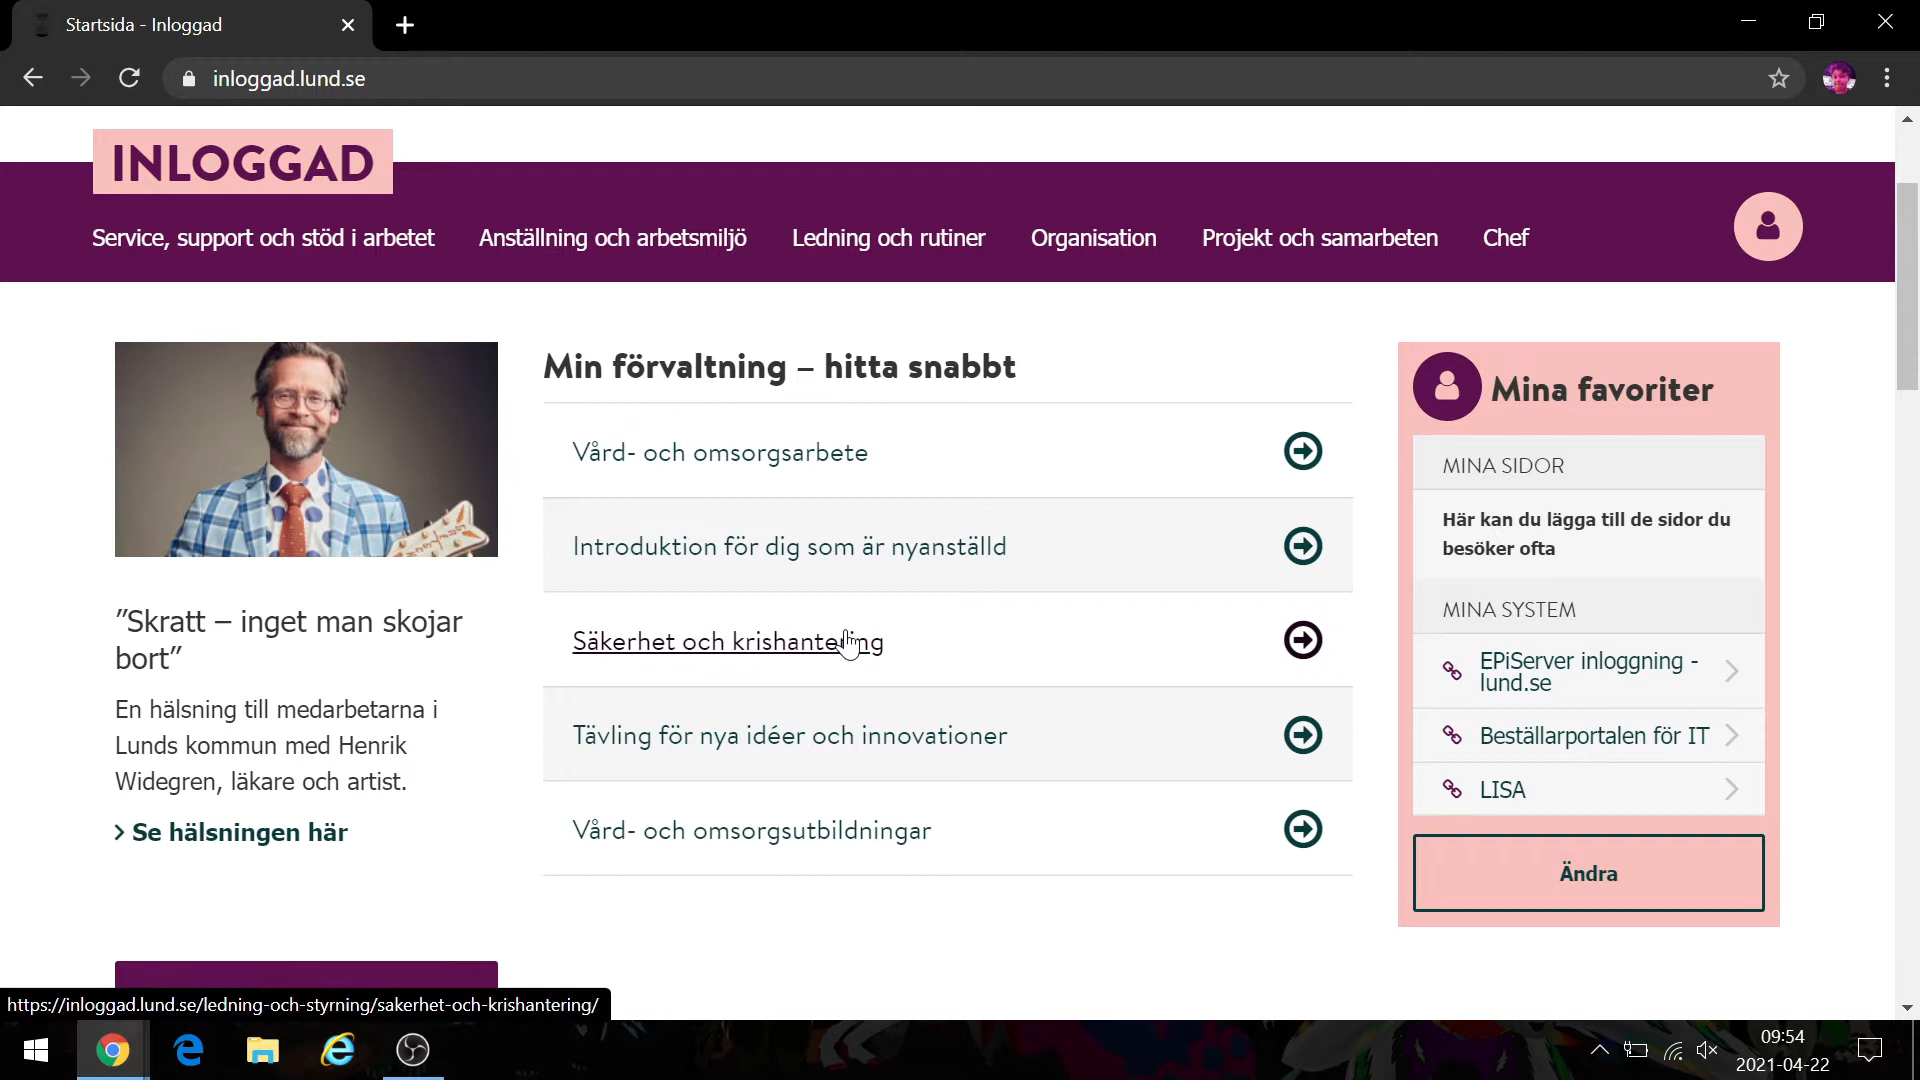 Startsida - Inloggad
inloggad.lund.se
INLOGGAD
Service, support och stöd i arbetet
Anställning och arbetsmiljö
Ledning och rutiner
Organisation
Projekt och samarbeten
Chef
”Skratt – inget man skojar
bort”
En hälsning till medarbetarna i
Lunds kommun med Henrik
Widegren, läkare och artist.
Se hälsningen här
Min förvaltning – hitta snabbt
Vård- och omsorgsarbete
Introduktion för dig som är nyanställd
Säkerhet och krishantering
Tävling för nya idéer och innovationer
Vård- och omsorgsutbildningar
Mina favoriter
MINA SIDOR
Här kan du lägga till de sidor du
besöker ofta
MINA SYSTEM
EPiServer inloggning -
lund.se
Beställarportalen för IT
LISA
Ändra
https://inloggad.lund.se/ledning-och-styrning/sakerhet-och-krishantering/
09:54
2021-04-22